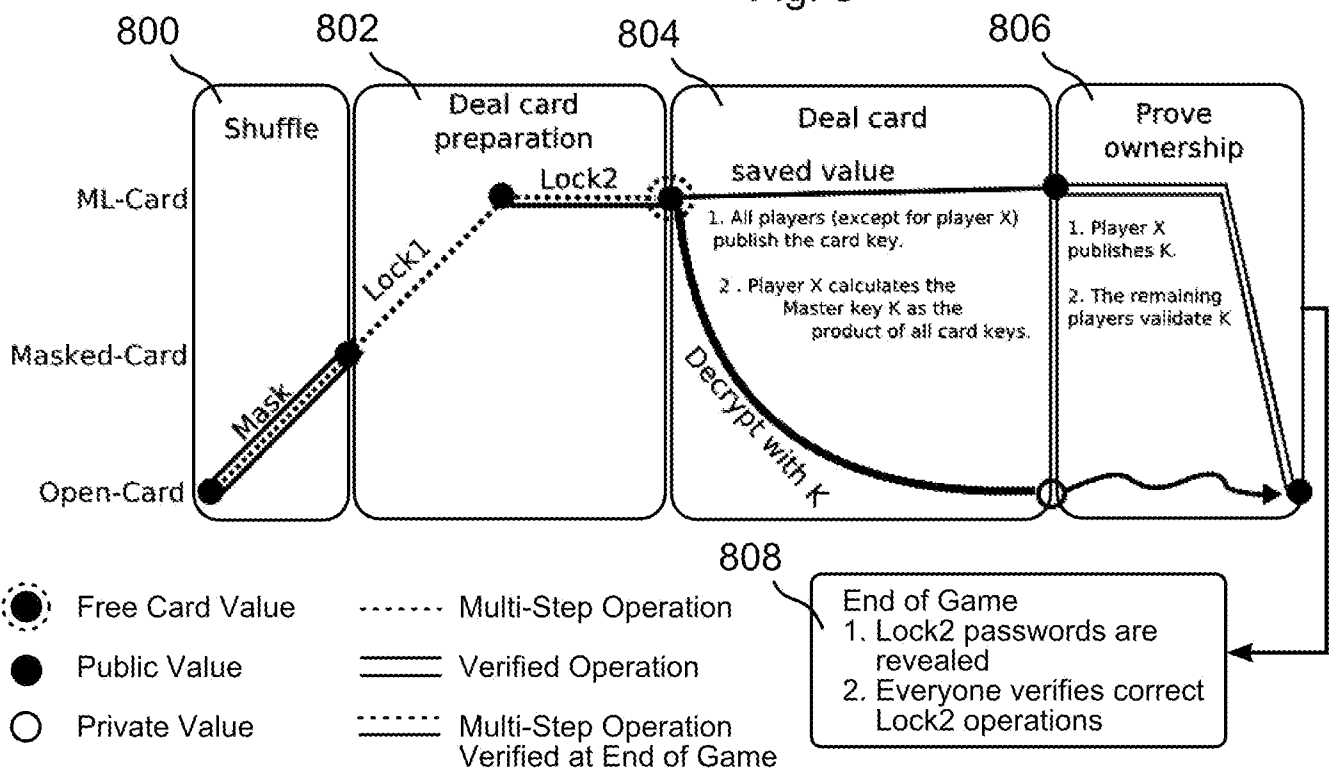 800
802
804
806
Shuffle
Deal card
preparation
Deal card
Prove
ownership
ML-Card
Lock2
saved value
1. All players (except for player X)
publish the card key.
2 . Player X calculates the
Master key K as the
product of all card keys.
1. Player X
publishes K.
2. The remaining
players validate K
Lock1
Masked-Card
Mask
Decrypt with K
Open-Card
808
End of Game
1. Lock2 passwords are
revealed
2. Everyone verifies correct
Lock2 operations
Free Card Value
Public Value
Private Value
Multi-Step Operation
Verified Operation
Multi-Step Operation
Verified at End of Game